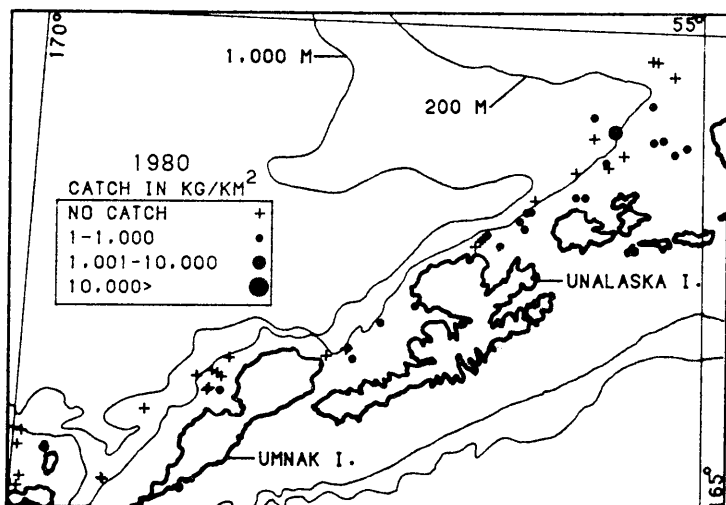 170°
55°
1,000 M
200 M
1980
CATCH IN KG/KM²
NO CATCH +
1-1,000
1,001-10,000
10,000>
UNALASKA I.
UMNAK I.
165°